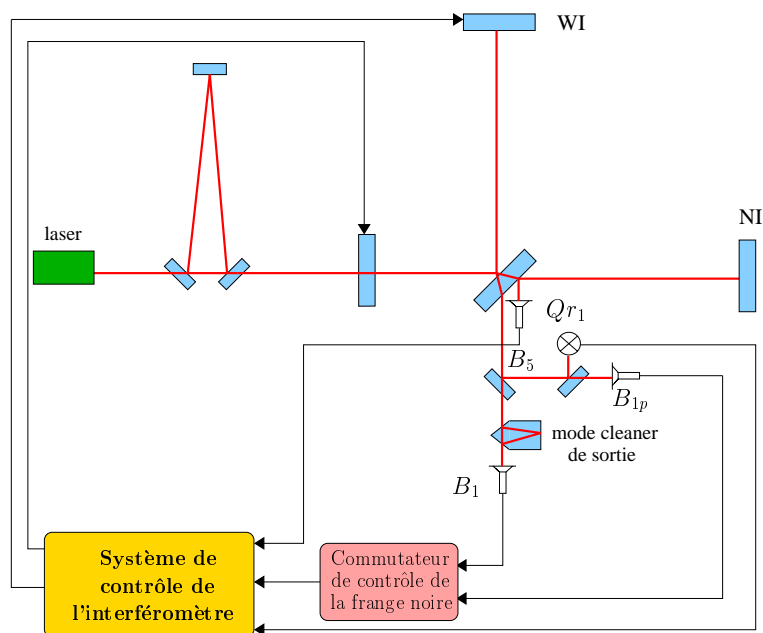 WI
NI
laser
Qr₁
B₅
B₁ₚ
mode cleaner
de sortie
B₁
Système de
contrôle de
l'interféromètre
Commutateur
de contrôle de
la frange noire